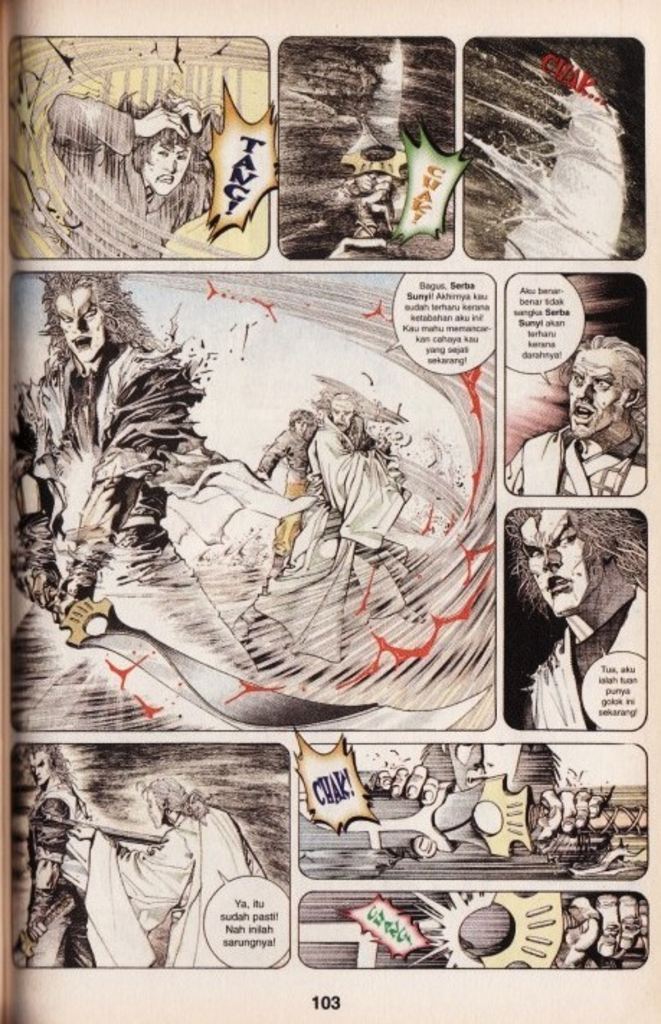 TANG!
CHAK!
CHAK...
Bagus, Serba
Sunyi! Akhirnya kau
sudah terharu kerana
ketabahan aku ini!
Kau mahu memancar-
kan cahaya kau
yang sejati
sekarang!
Aku benar-
benar tidak
sangka Serba
Sunyi akan
terharu
kerana
darahnya!
Tua, aku
ialah tuan
punya
golok ini
sekarang!
Ya, itu
sudah pasti!
Nah inilah
sarungnya!
CHAK!
103